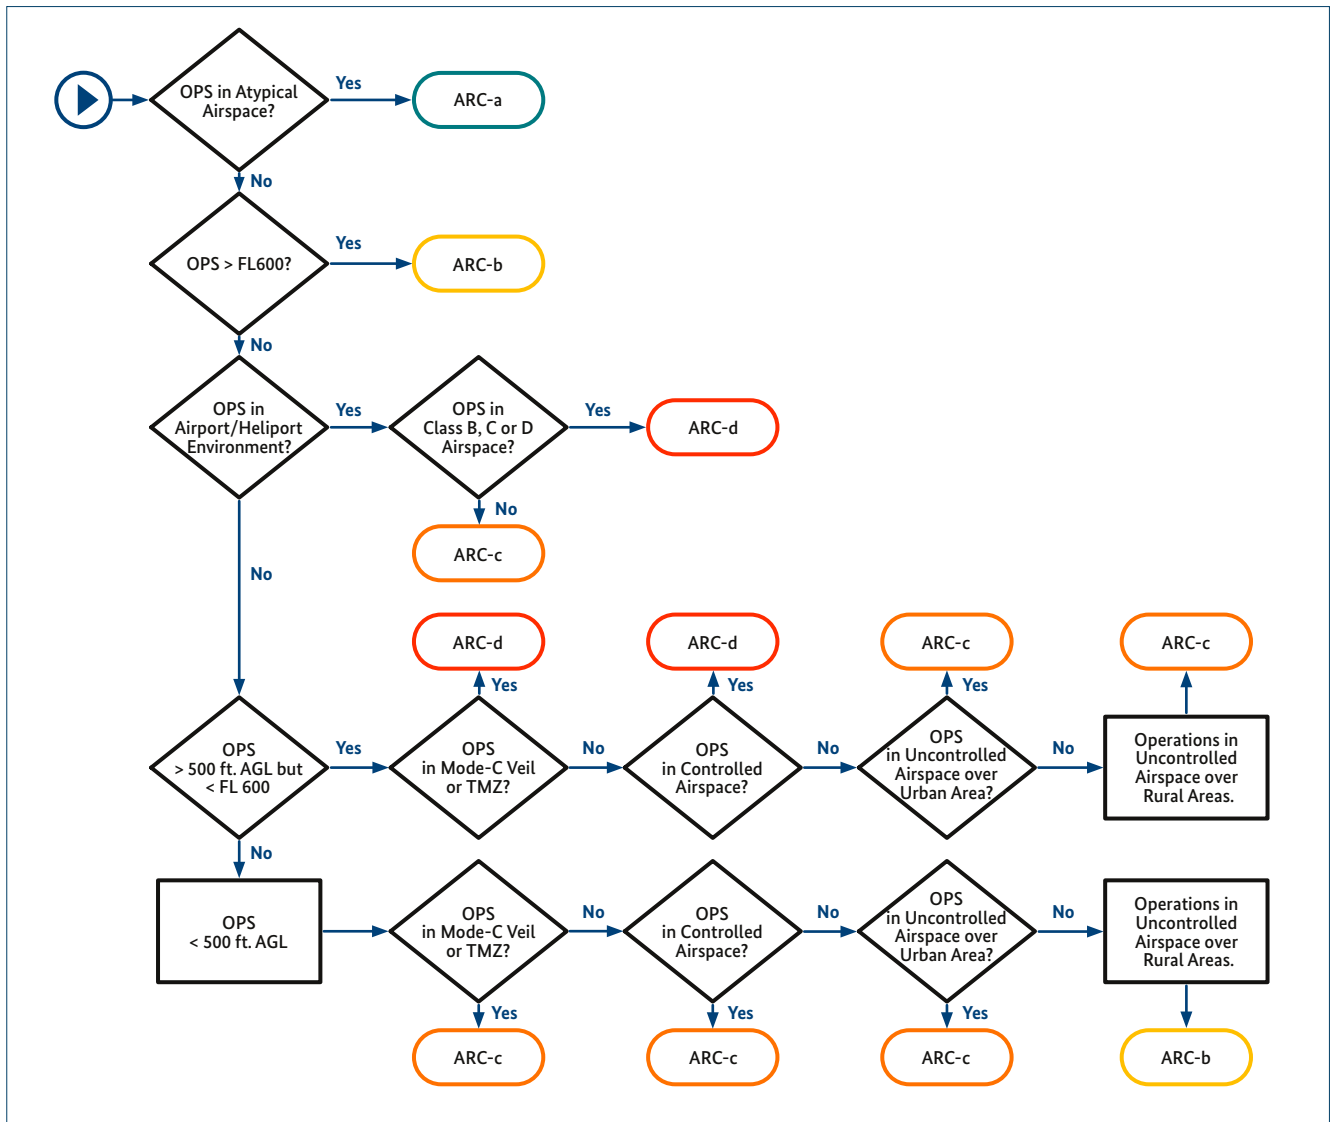 OPS in Atypical
Airspace?
Yes
ARC-a
No
OPS > FL600?
Yes
ARC-b
No
OPS in
Airport/Heliport
Environment?
Yes
OPS in
Class B, C or D
Airspace?
Yes
ARC-d
No
ARC-c
No
ARC-d
ARC-d
ARC-c
ARC-c
Yes
Yes
Yes
OPS
> 500 ft. AGL but
< FL 600
Yes
OPS
in Mode-C Veil
or TMZ?
No
OPS
in Controlled
Airspace?
No
OPS
in Uncontrolled
Airspace over
Urban Area?
No
Operations in
Uncontrolled
Airspace over
Rural Areas.
No
OPS
< 500 ft. AGL
OPS
in Mode-C Veil
or TMZ?
No
OPS
in Controlled
Airspace?
No
OPS
in Uncontrolled
Airspace over
Urban Area?
No
Operations in
Uncontrolled
Airspace over
Rural Areas.
Yes
Yes
Yes
ARC-c
ARC-c
ARC-c
ARC-b